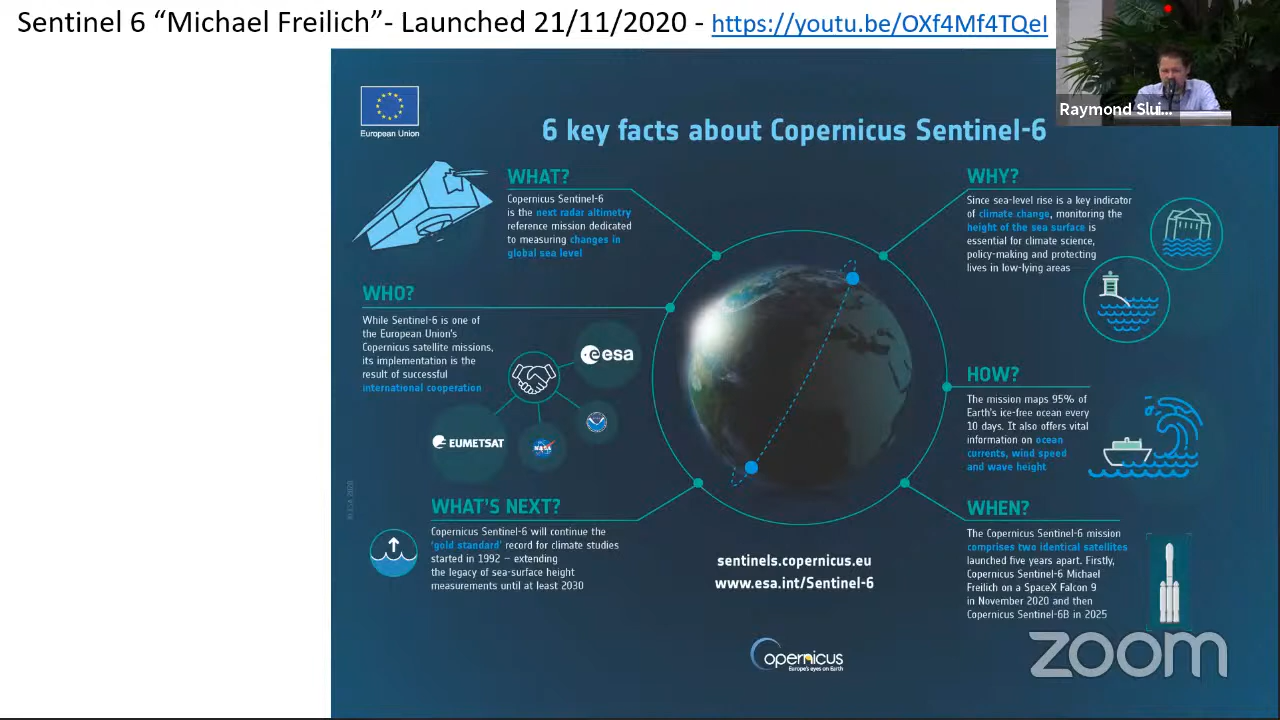 Sentinel 6 “Michael Freilich”- Launched 21/11/2020 - https://youtu.be/OXf4Mf4TQeI
Raymond Slui...
European Union
6 key facts about Copernicus Sentinel-6
WHAT?
Copernicus Sentinel-6
is the next radar altimetry
reference mission dedicated
to measuring changes in
global sea level
WHY?
Since sea-level rise is a key indicator
of climate change, monitoring the
height of the sea surface is
essential for climate science,
policy-making and protecting
lives in low-lying areas
WHO?
While Sentinel-6 is one of
the European Union's
Copernicus satellite missions,
its implementation is the
result of successful
international cooperation
esa
EUMETSAT
NASA
HOW?
The mission maps 95% of
Earth's ice-free ocean every
10 days. It also offers vital
information on ocean
currents, wind speed
and wave height
WHAT'S NEXT?
Copernicus Sentinel-6 will continue the
'gold standard' record for climate studies
started in 1992 – extending
the legacy of sea-surface height
measurements until at least 2030
WHEN?
The Copernicus Sentinel-6 mission
comprises two identical satellites
launched five years apart. Firstly,
Copernicus Sentinel-6 Michael
Freilich on a SpaceX Falcon 9
in November 2020 and then
Copernicus Sentinel-6B in 2025
sentinels.copernicus.eu
www.esa.int/Sentinel-6
opernicus
Europe's eyes on Earth
© ESA 2020
zoom